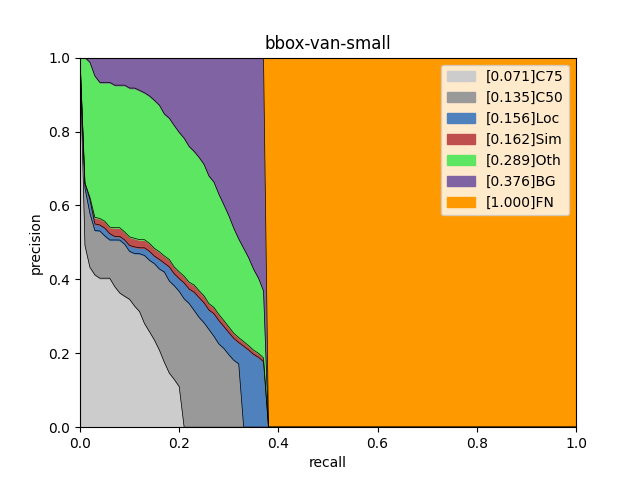 bbox-van-small
1.0
0.8
0.6
0.4
0.2
0.0
precision
0.0 0.2 0.4 0.6 0.8 1.0
recall
[0.071]C75
[0.135]C50
[0.156]Loc
[0.162]Sim
[0.289]Oth
[0.376]BG
[1.000]FN